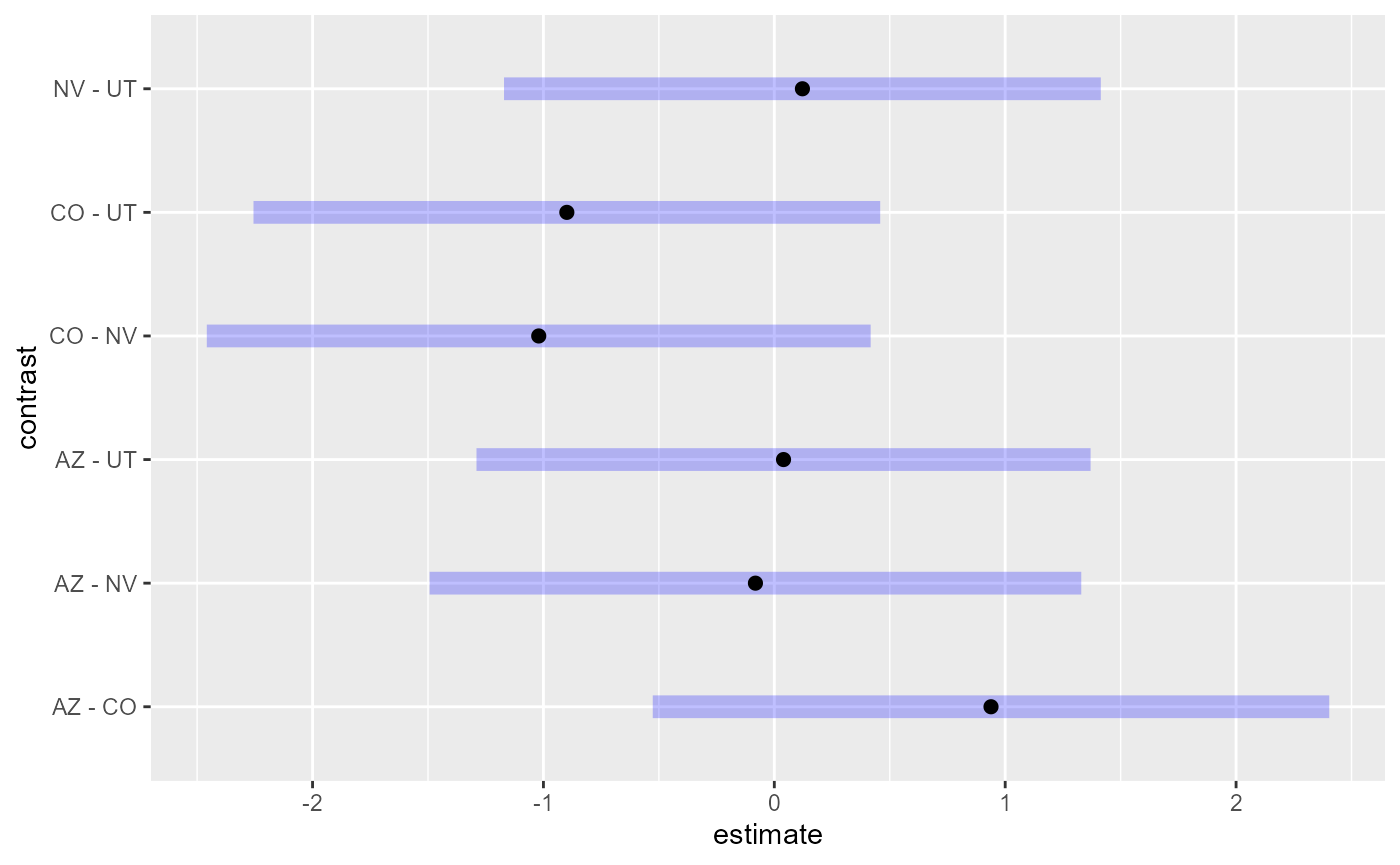 NV - UT
CO - UT
CO - NV
AZ - UT
AZ - NV
AZ - CO
contrast
-2 -1 0 1 2
estimate